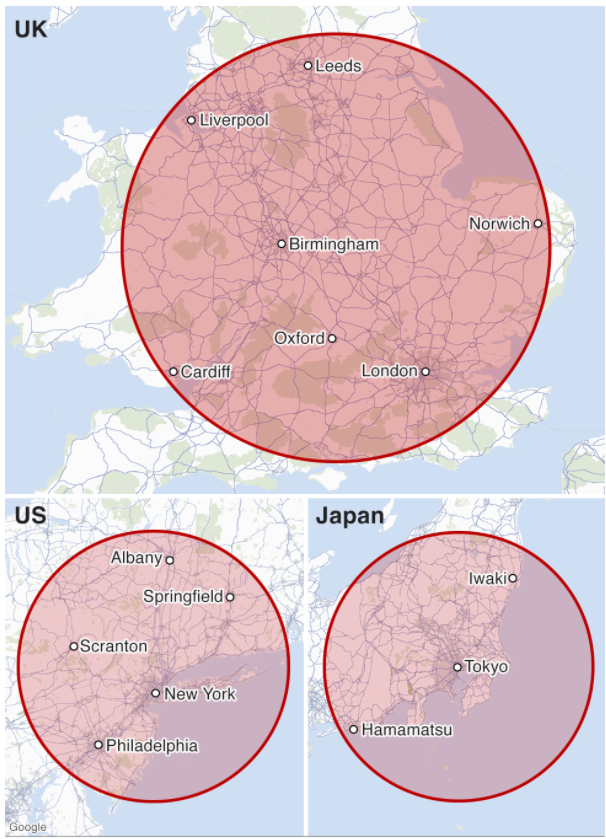 UK
Leeds
Liverpool
Norwich
Birmingham
Oxford
Cardiff
London
US
Albany
Springfield
Scranton
New York
Philadelphia
Google
Japan
Iwaki
Tokyo
Hamamatsu